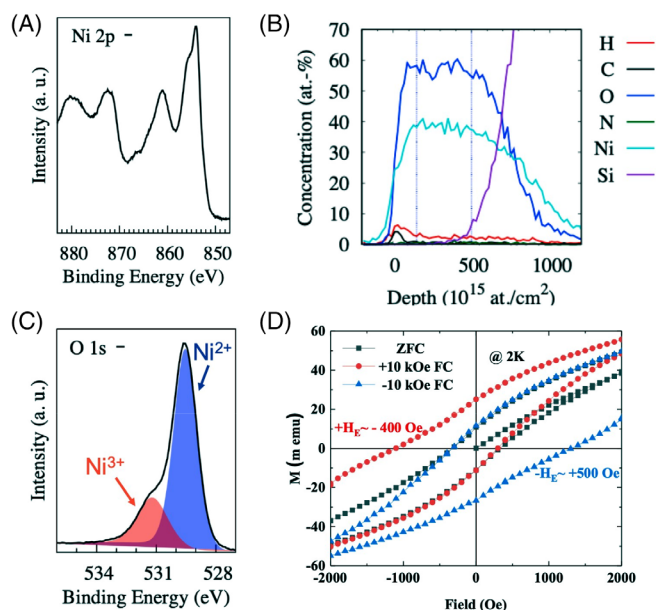 (A)
Ni 2p -
Intensity (a. u.)
880 870 860 850
Binding Energy (eV)
(B)
Concentration (at.-%)
70
60
50
40
30
20
10
0
0 500 1000
Depth (10¹⁵ at./cm²)
H
C
O
N
Ni
Si
(C)
O 1s -
Ni²⁺
Ni³⁺
Intensity (a. u.)
534 531 528
Binding Energy (eV)
(D)
M (m emu)
60
40
20
0
-20
-40
-60
ZFC
+10 kOe FC
-10 kOe FC
@ 2K
+H_E~ - 400 Oe
-H_E~ +500 Oe
-2000 -1000 0 1000 2000
Field (Oe)